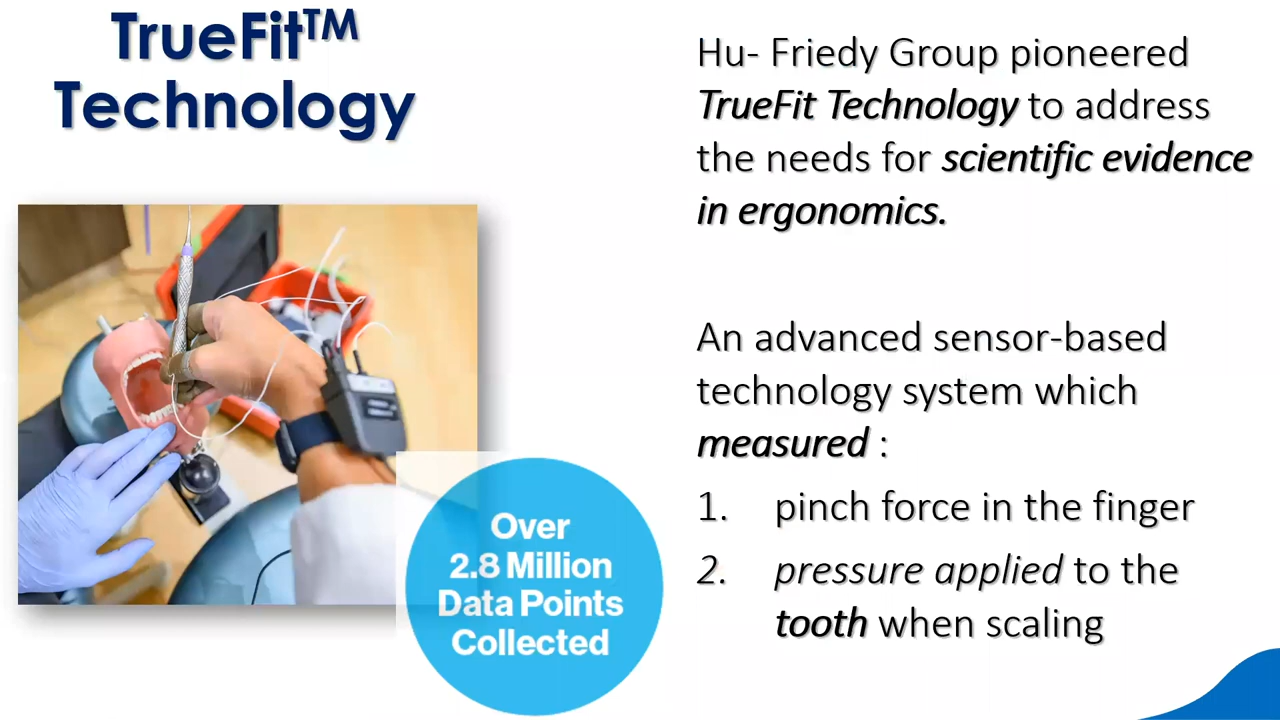 TrueFit™
Technology
Hu- Friedy Group pioneered
TrueFit Technology to address
the needs for scientific evidence
in ergonomics.
An advanced sensor-based
technology system which
measured :
1. pinch force in the finger
2. pressure applied to the
tooth when scaling
Over
2.8 Million
Data Points
Collected